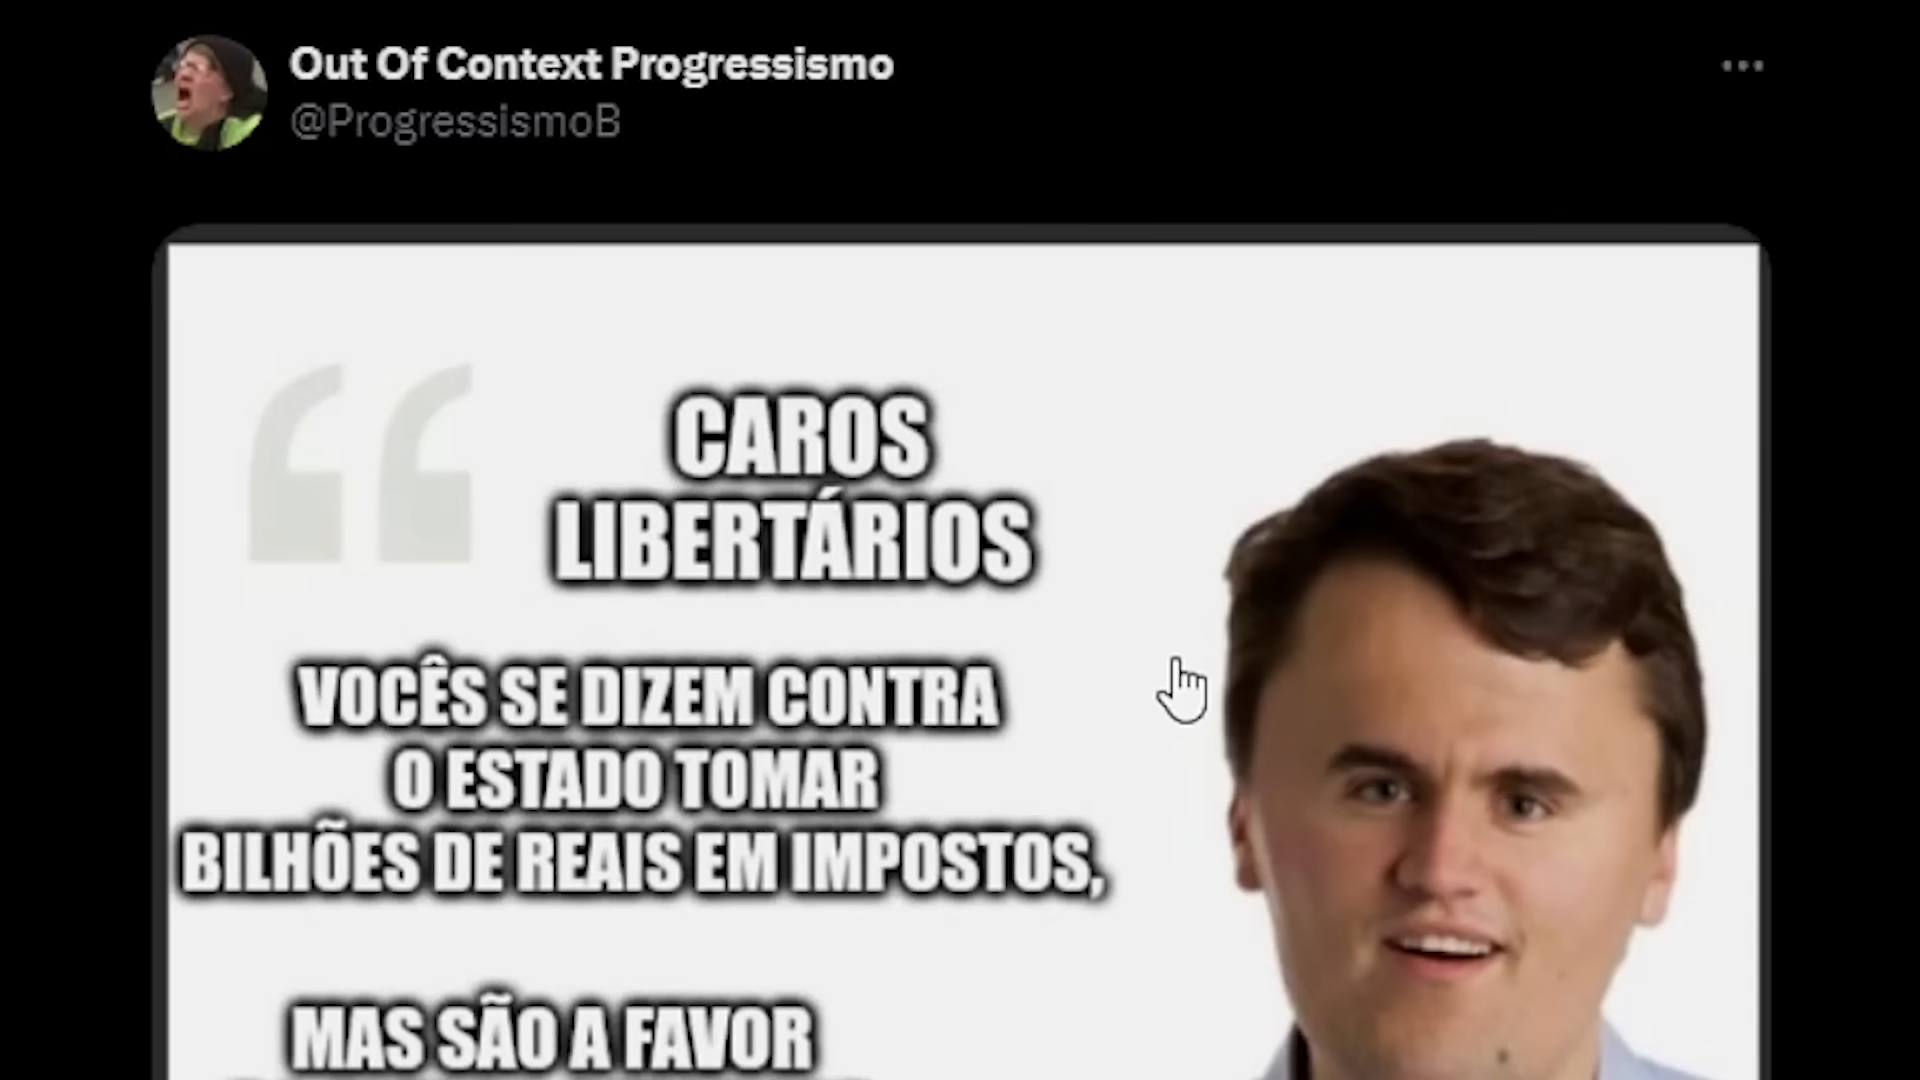 Out Of Context Progressismo
@ProgressismoB
CAROS
LIBERTÁRIOS
VOCÊS SE DIZEM CONTRA
O ESTADO TOMAR
BILHÕES DE REAIS EM IMPOSTOS,
MAS SÃO A FAVOR